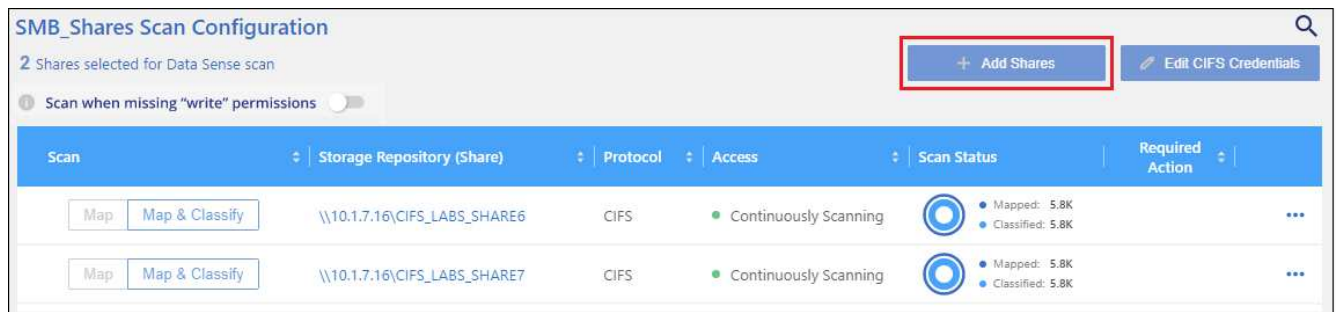 SMB_Shares Scan Configuration
2 Shares selected for Data Sense scan
+ Add Shares
Edit CIFS Credentials
Scan when missing "write" permissions
Scan
Storage Repository (Share)
Protocol
Access
Scan Status
Required
Action
Map
Map & Classify
\\10.1.7.16\CIFS_LABS_SHARE6
CIFS
Continuously Scanning
Mapped: 5.8K
Classified: 5.8K
Map
Map & Classify
\\10.1.7.16\CIFS_LABS_SHARE7
CIFS
Continuously Scanning
Mapped: 5.8K
Classified: 5.8K